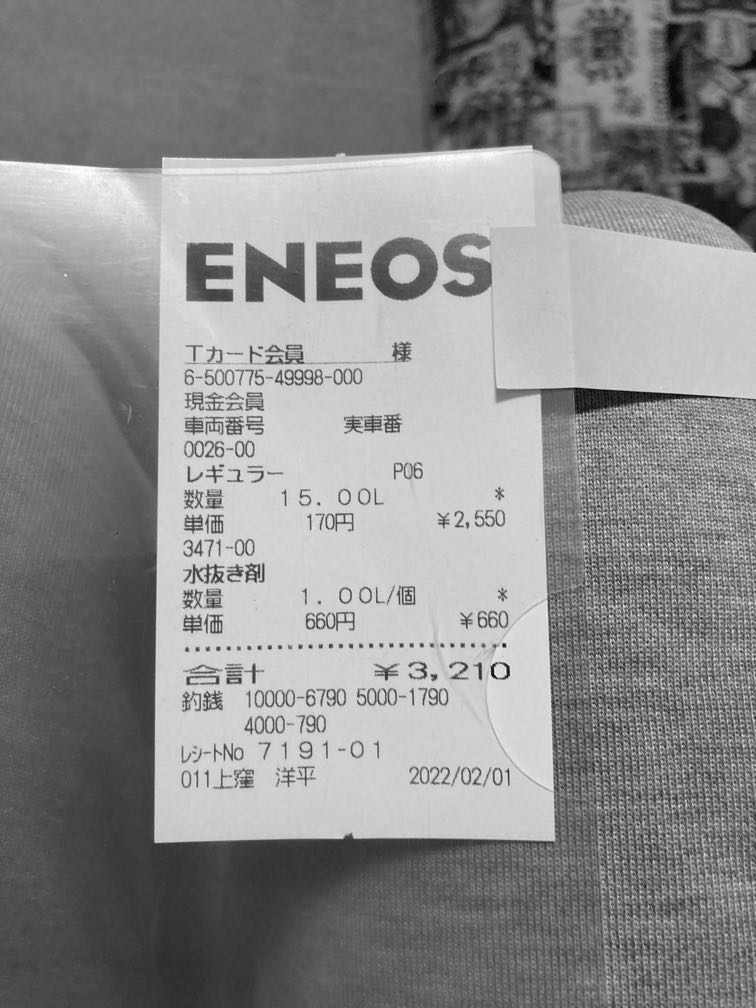 ENEOS
Tカード会員 様
6-500775-49998-000
現金会員
車両番号 実車番
0026-00
レギュラー P06
数量 15.00L *
単価 170円 ¥2,550
3471-00
水抜き剤
数量 1.00L/個 *
単価 660円 ¥660
合計 ¥3,210
釣銭 10000-6790 5000-1790
4000-790
レシートNo 7191-01
011上窪 洋平 2022/02/01